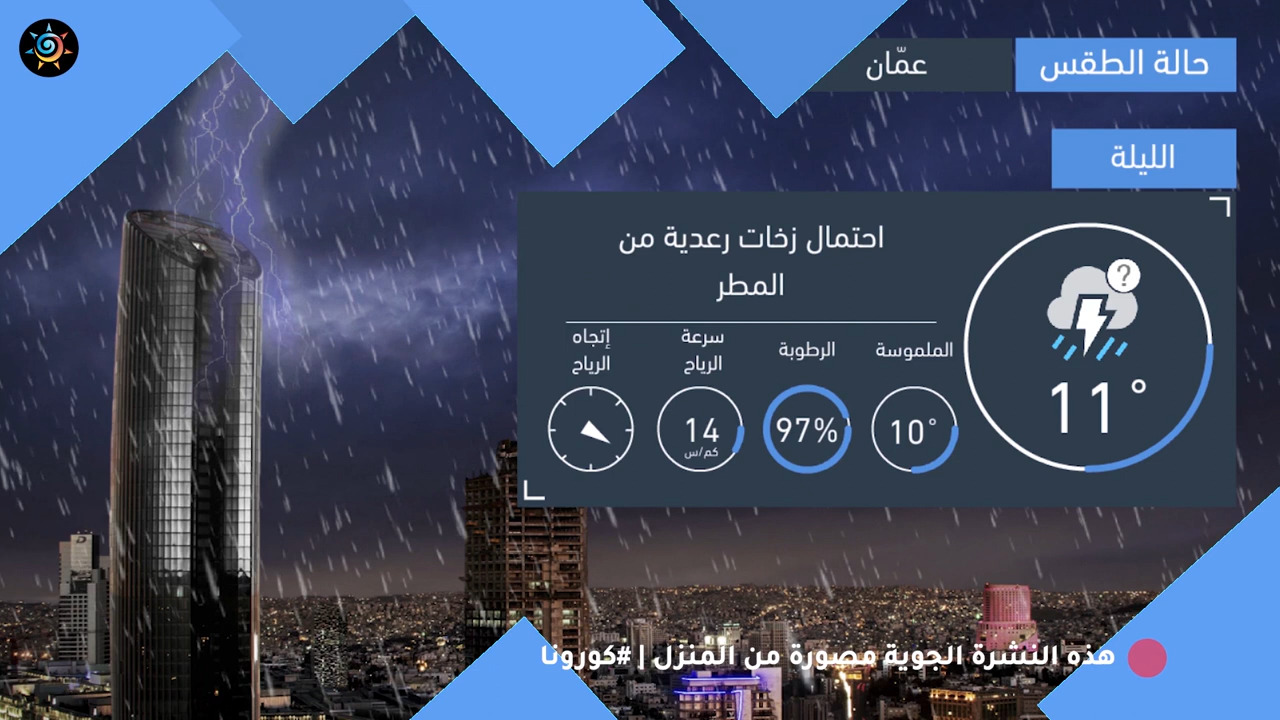 حالة الطقس
عمّان
الليلة
احتمال زخات رعدية من
المطر
?
11°
الملموسة
10°
الرطوبة
97%
سرعة
الرياح
14
كم/س
إتجاه
الرياح
هذه النشرة الجوية مصورة من المنزل | #كورونا